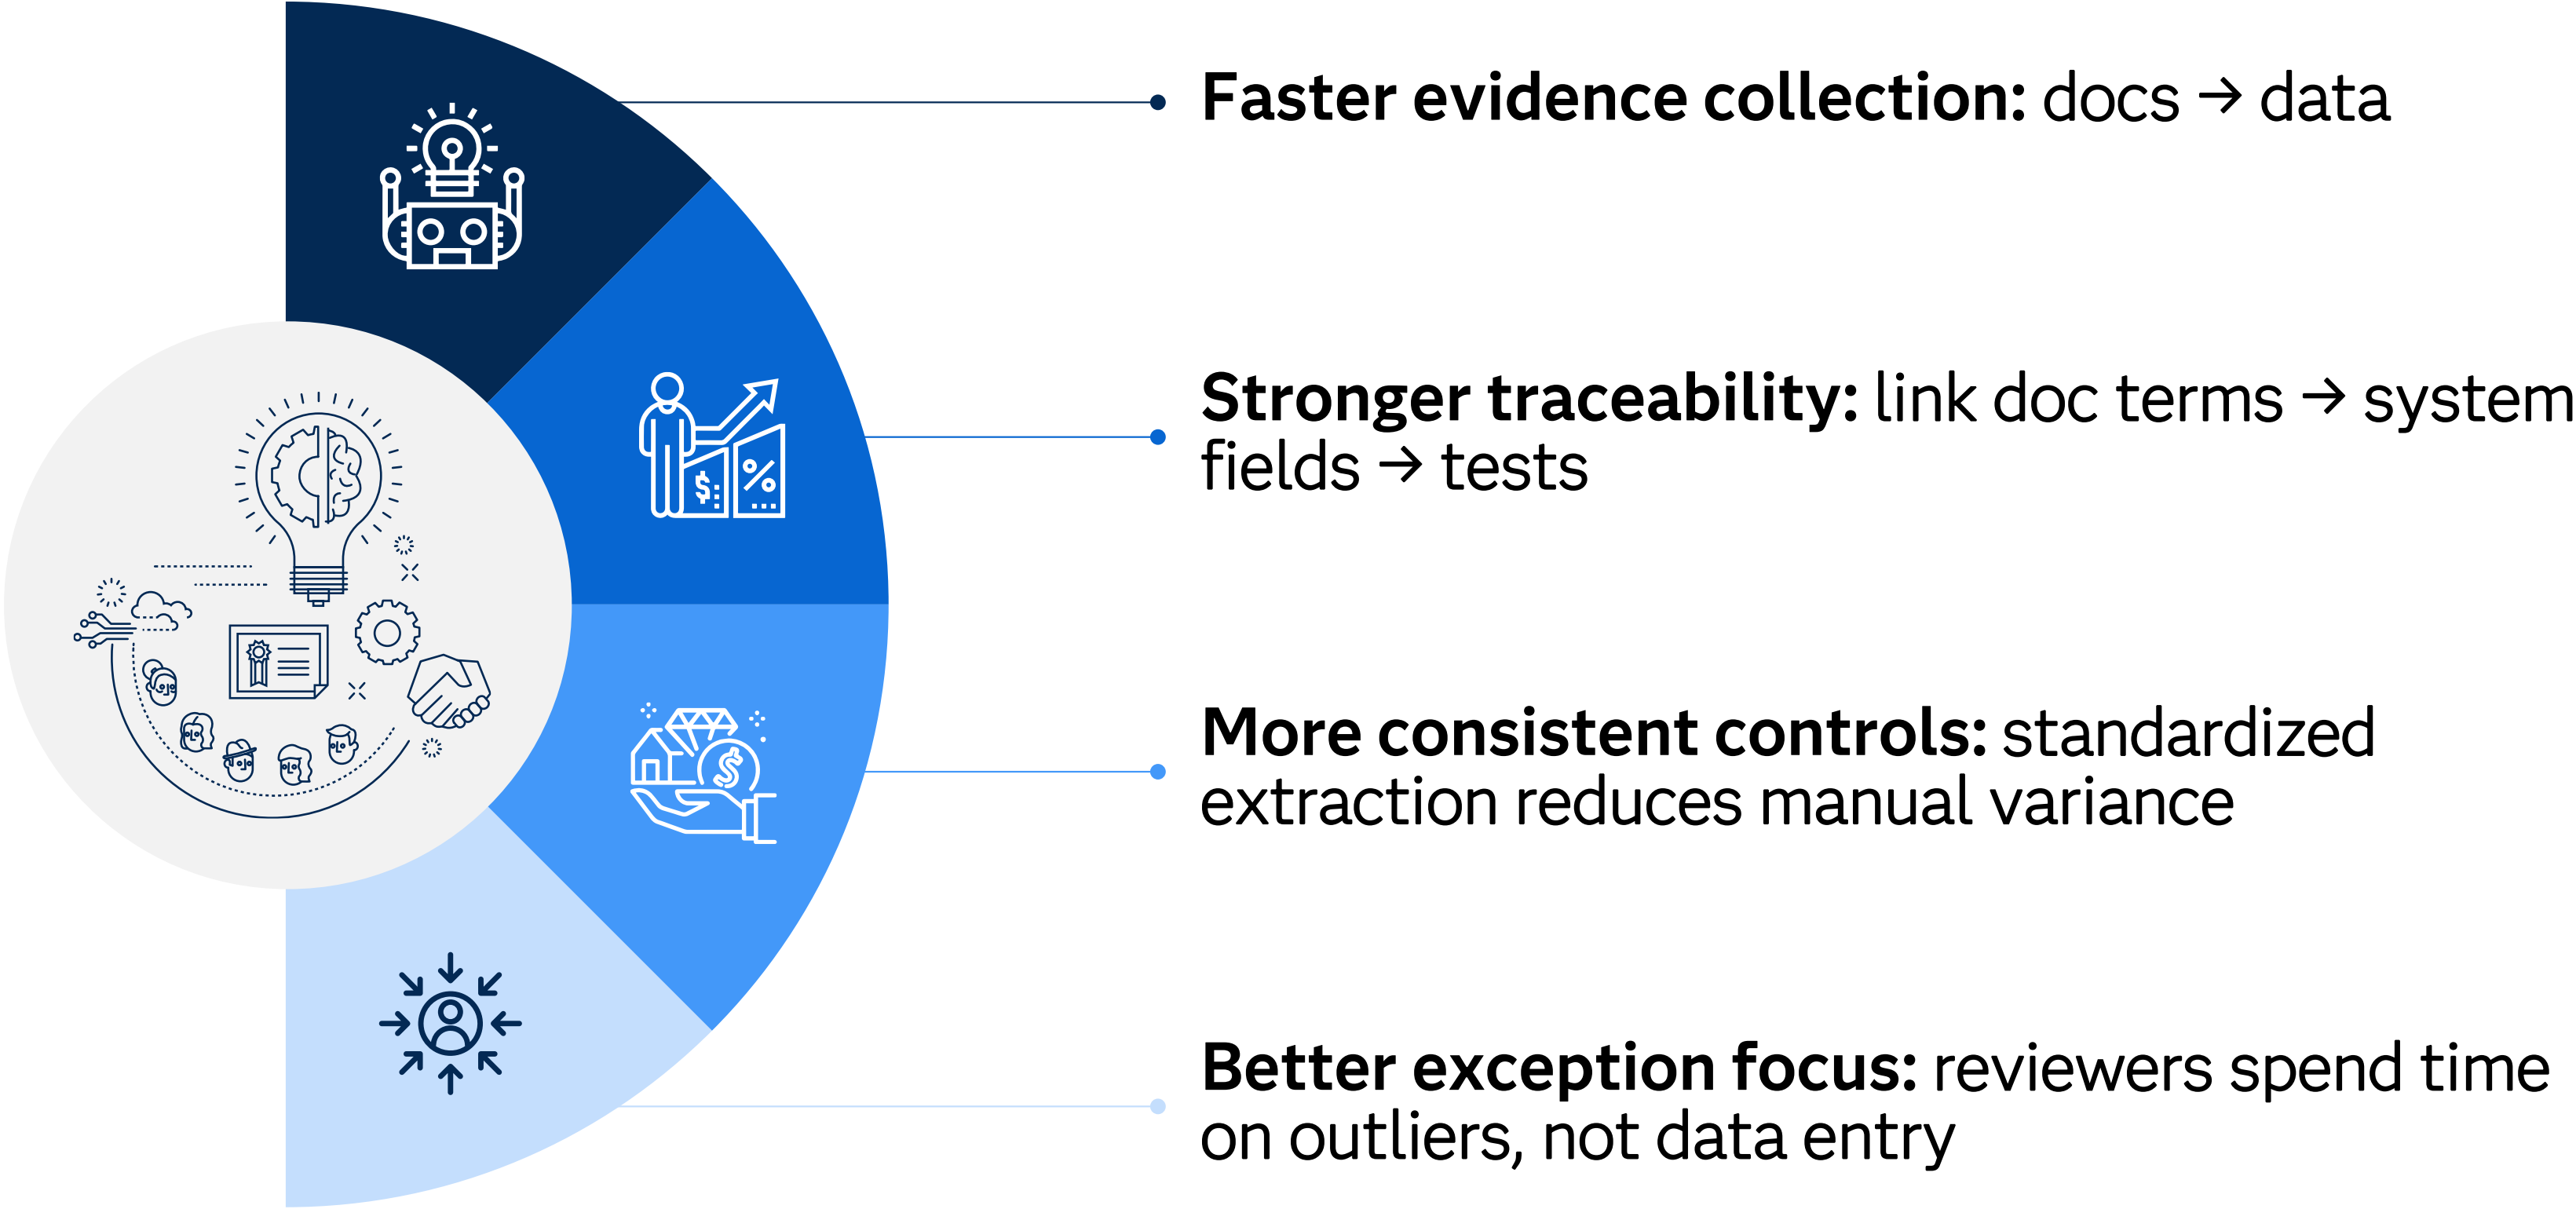 Faster evidence collection: docs → data
Stronger traceability: link doc terms → system
fields → tests
More consistent controls: standardized
extraction reduces manual variance
Better exception focus: reviewers spend time
on outliers, not data entry